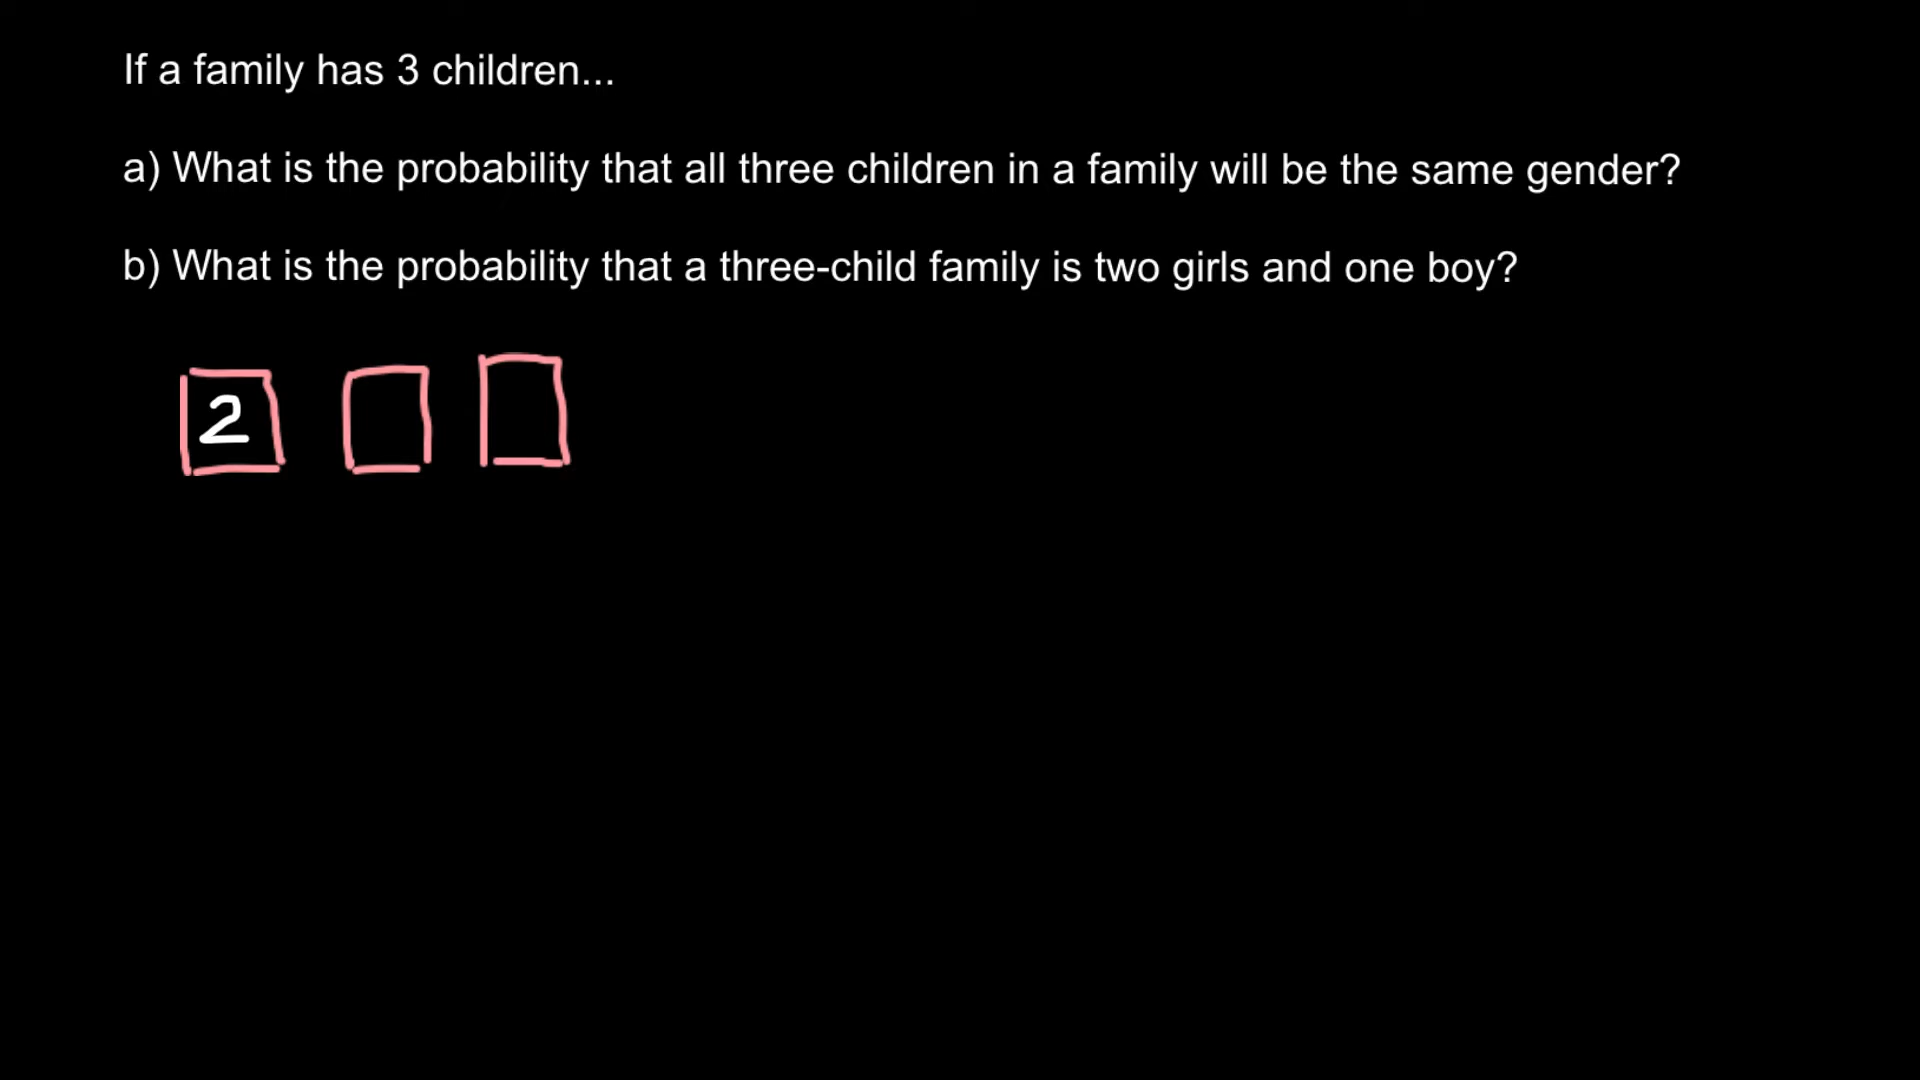 If a family has 3 children...
a) What is the probability that all three children in a family will be the same gender?
b) What is the probability that a three-child family is two girls and one boy?
2